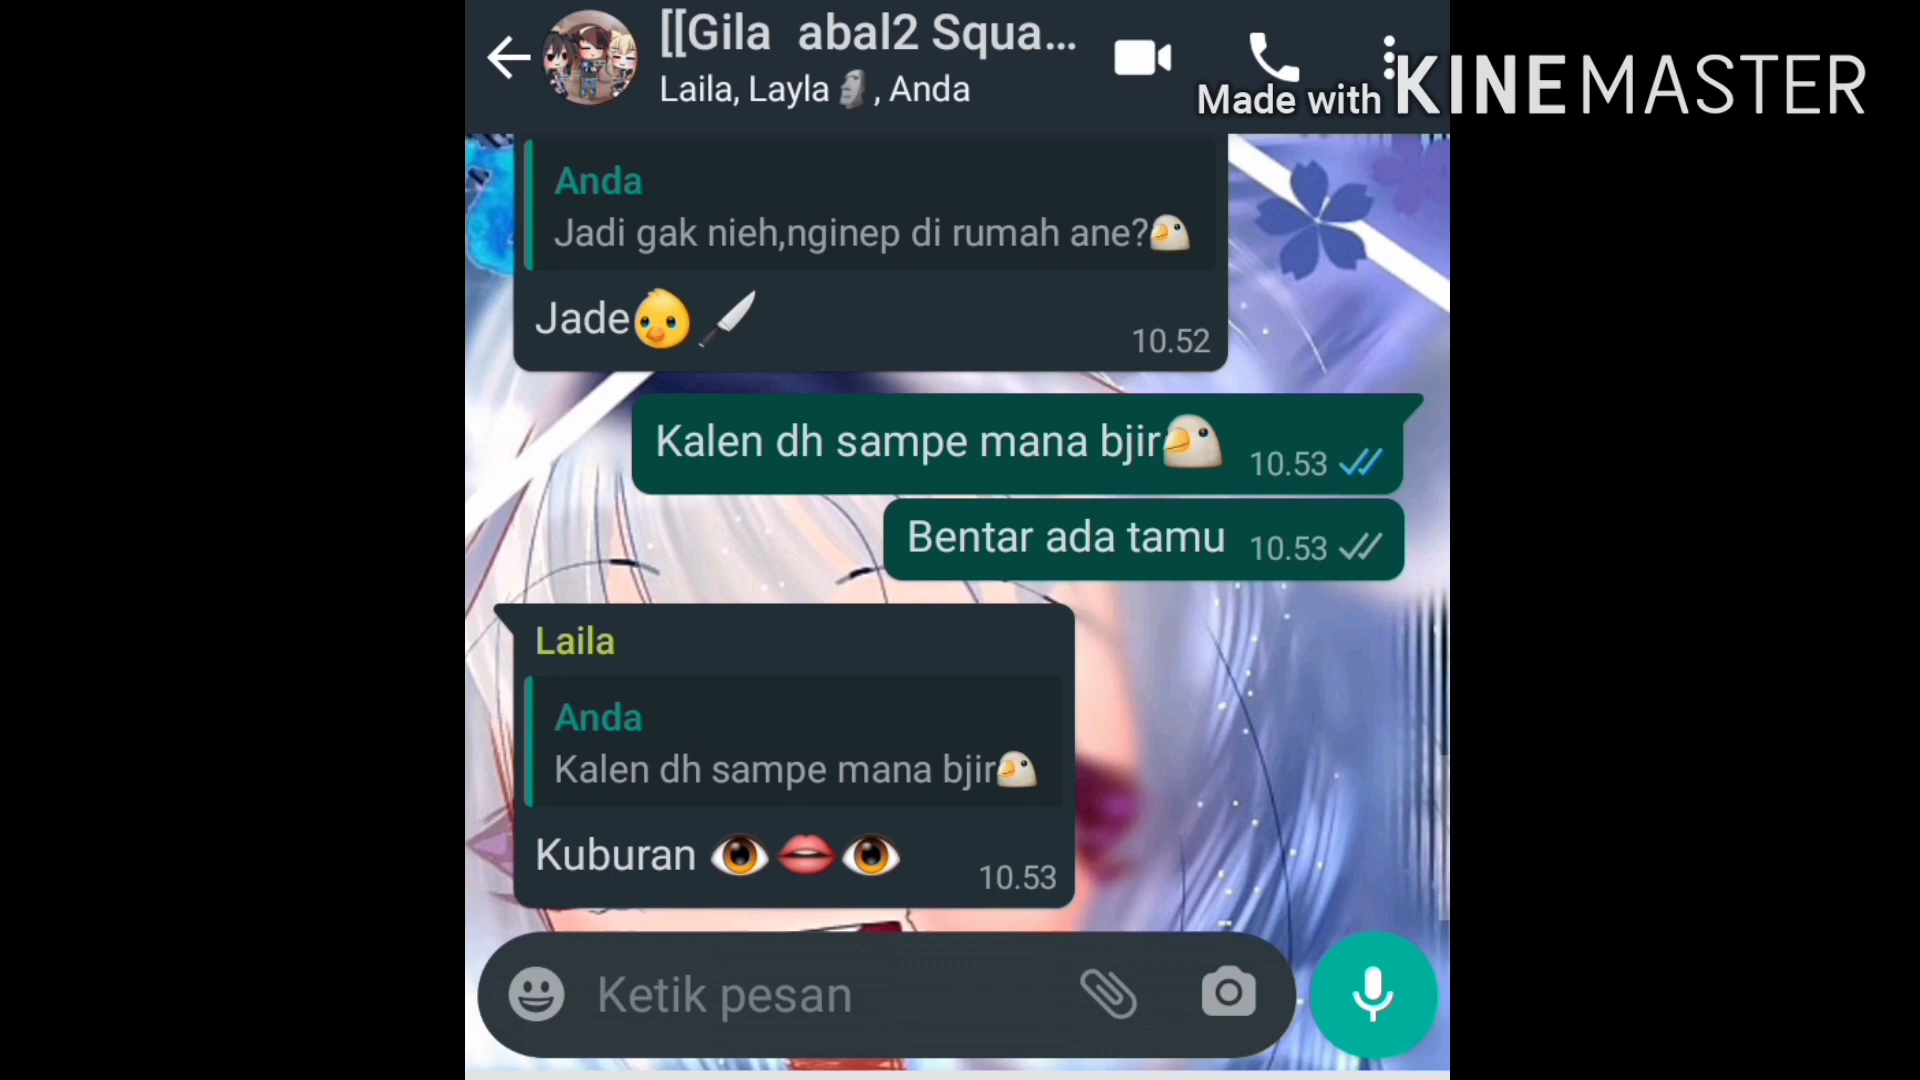 [[Gila abal2 Squa...
Laila, Layla🗿, Anda
Made with KINEMASTER
Anda
Jadi gak nieh,nginep di rumah ane?
Jade🐥🔪
10.52
Kalen dh sampe mana bjir
10.53
Bentar ada tamu
10.53
Laila
Anda
Kalen dh sampe mana bjir
Kuburan 👁👄👁
10.53
Ketik pesan